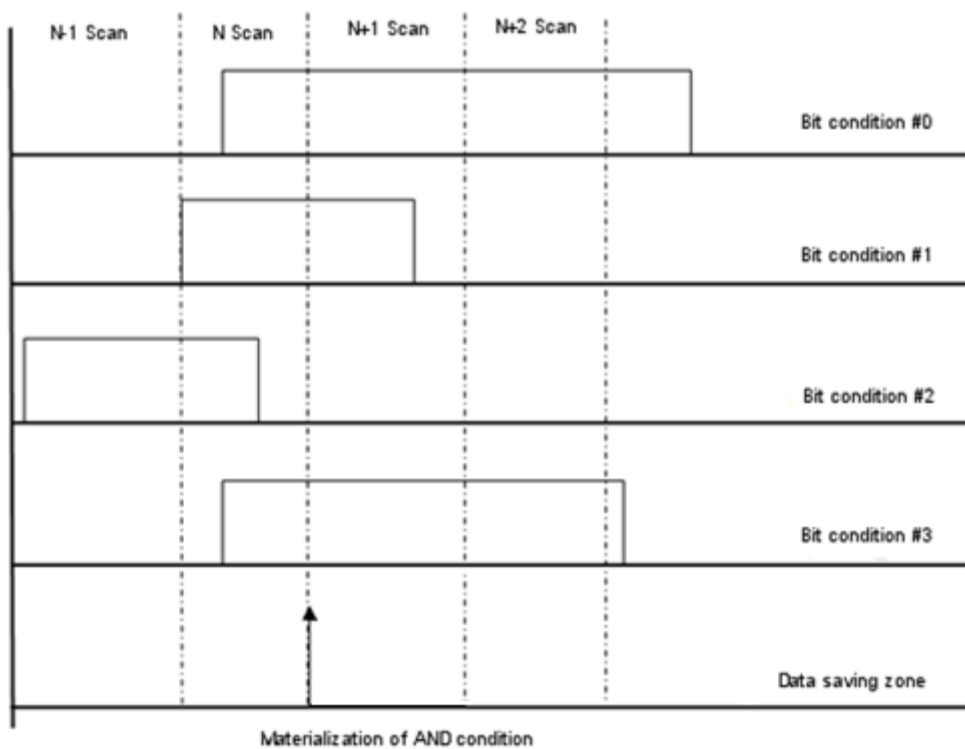 N-1 Scan
N Scan
N+1 Scan
N+2 Scan
Bit condition #0
Bit condition #1
Bit condition #2
Bit condition #3
Data saving zone
Materialization of AND condition